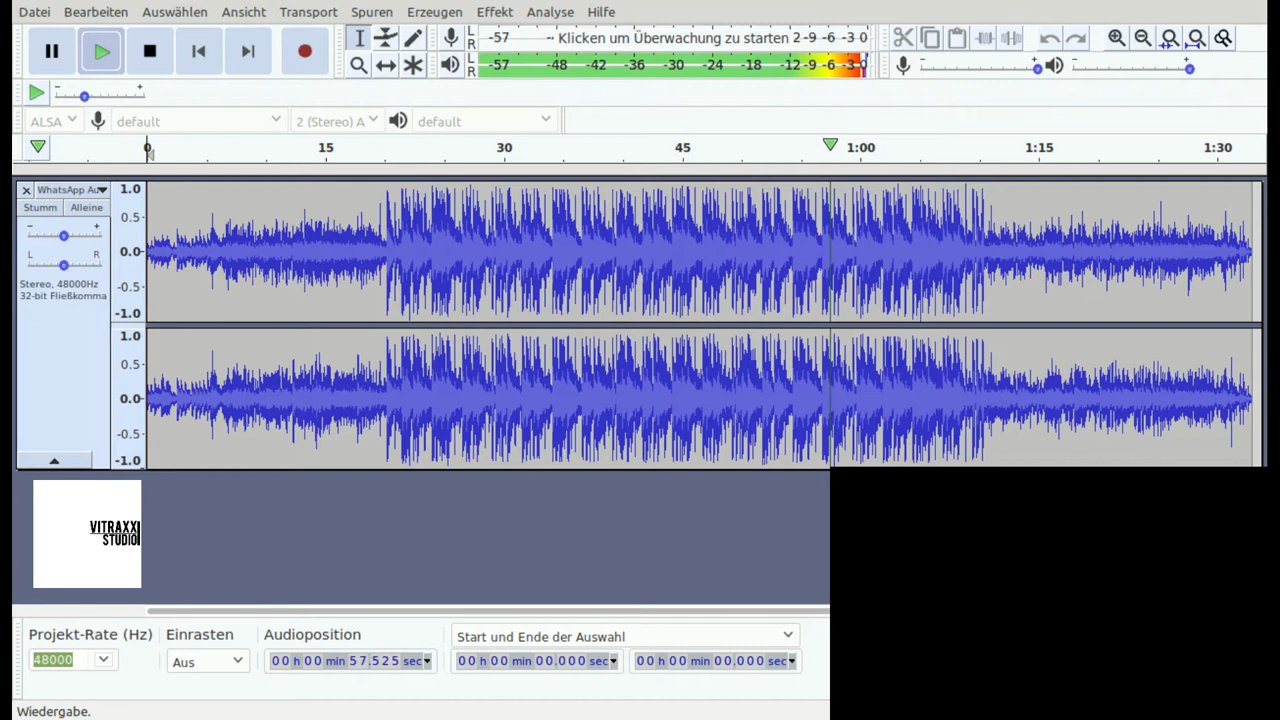 Datei Bearbeiten Auswählen Ansicht Transport Spuren Erzeugen Effekt Analyse Hilfe
L R -57 -- Klicken um Überwachung zu starten 2 -9 -6 -3 0
L R -57 -48 -42 -36 -30 -24 -18 -12 -9 -6 -3 0
- +
ALSA default 2 (Stereo) A default
0 15 30 45 1:00 1:15 1:30
WhatsApp Au
Stumm Alleine
- +
L R
Stereo, 48000Hz
32-bit Fließkomma
1.0
0.5
0.0
-0.5
-1.0
1.0
0.5
0.0
-0.5
-1.0
VITRAXX
STUDIO
Projekt-Rate (Hz) Einrasten Audioposition Start und Ende der Auswahl
48000 Aus 00 h 00 min 57.525 sec 00 h 00 min 00.000 sec 00 h 00 min 00.000 sec
Wiedergabe.